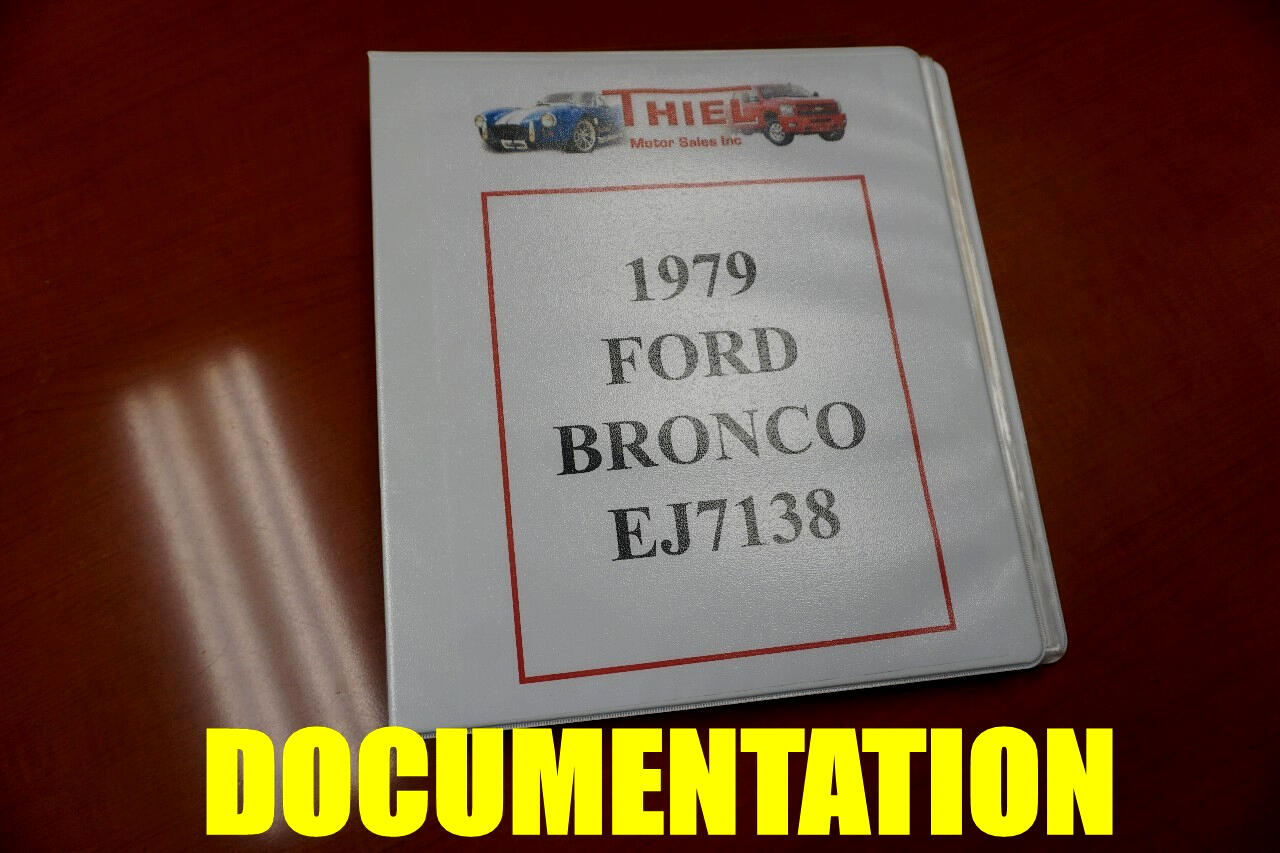 THIEL
Motor Sales Inc
1979
FORD
BRONCO
EJ7138
DOCUMENTATION